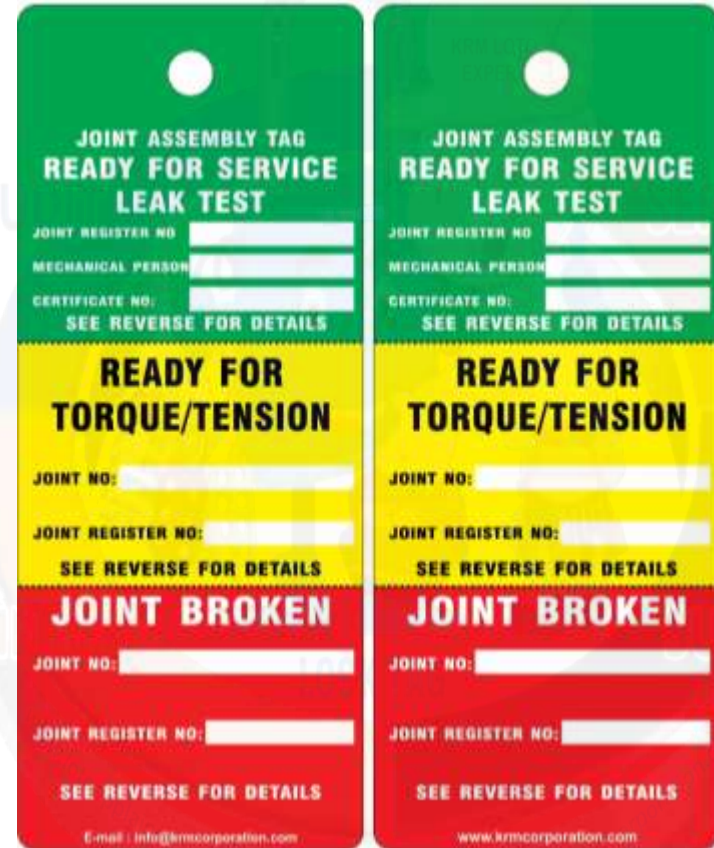 JOINT ASSEMBLY TAG
READY FOR SERVICE
LEAK TEST
JOINT REGISTER NO
MECHANICAL PERSON
CERTIFICATE NO:
SEE REVERSE FOR DETAILS
READY FOR
TORQUE/TENSION
JOINT NO:
JOINT REGISTER NO:
SEE REVERSE FOR DETAILS
JOINT BROKEN
JOINT NO:
JOINT REGISTER NO:
SEE REVERSE FOR DETAILS
E-mail : info@krmcorporation.com
JOINT ASSEMBLY TAG
READY FOR SERVICE
LEAK TEST
JOINT REGISTER NO
MECHANICAL PERSON
CERTIFICATE NO:
SEE REVERSE FOR DETAILS
READY FOR
TORQUE/TENSION
JOINT NO:
JOINT REGISTER NO:
SEE REVERSE FOR DETAILS
JOINT BROKEN
JOINT NO:
JOINT REGISTER NO:
SEE REVERSE FOR DETAILS
www.krmcorporation.com